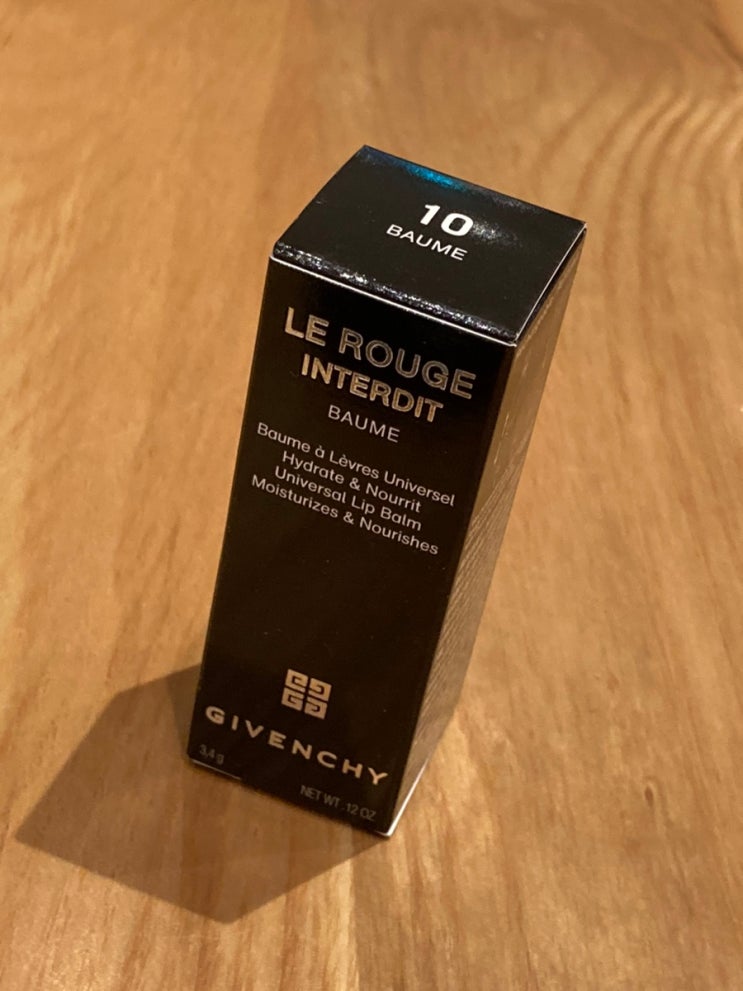 10
BAUME
LE ROUGE
INTERDIT
BAUME
Baume à Lèvres Universel
Hydrate & Nourrit
Universal Lip Balm
Moisturizes & Nourishes
GIVENCHY
3,4 g
NET WT .12 OZ